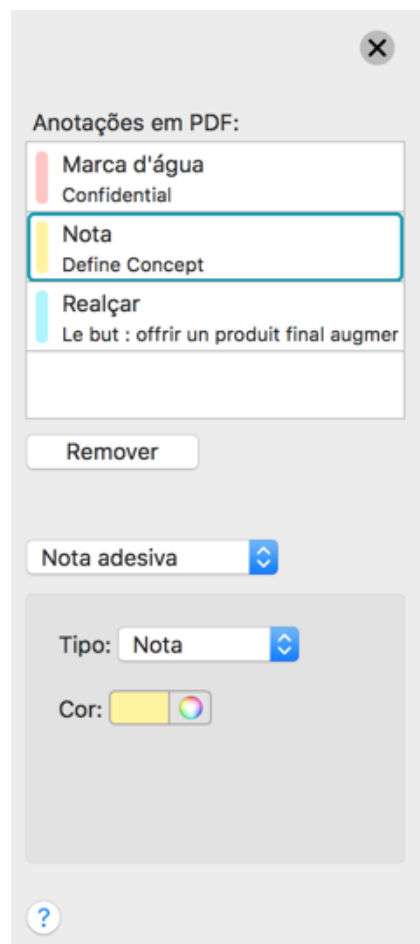 Anotações em PDF:
Marca d'água
Confidential
Nota
Define Concept
Realçar
Le but : offrir un produit final augmer
Remover
Nota adesiva
Tipo: Nota
Cor:
?